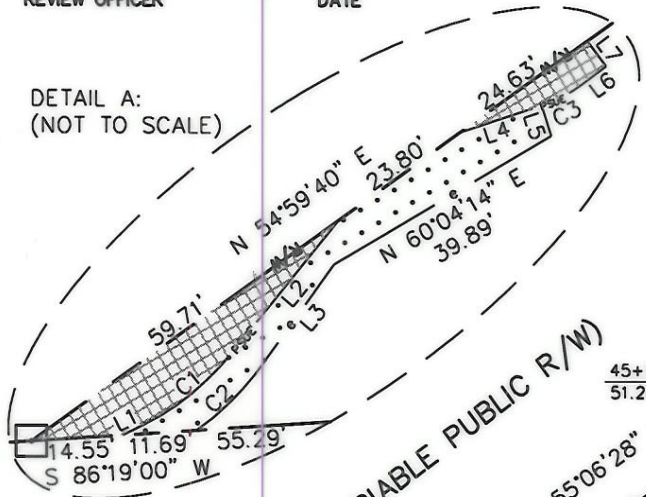 REVIEW OFFICER
DATE
DETAIL A:
(NOT TO SCALE)
24.63'
R/W
L7
L6
PSUE
C3
L4
L5
N 54°59'40" E
23.80'
e
N 60°04'14" E
39.89'
R/W
59.71'
L2
e
L3
PSUE
C1
C2
L1
14.55'
11.69'
55.29'
S 86°19'00" W
IABLE PUBLIC R/W)
45+
51.2
55°06'28"